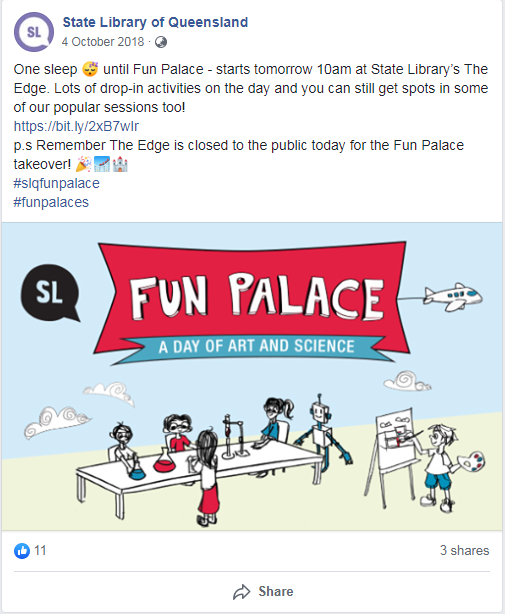 SL
State Library of Queensland
4 October 2018 ·
One sleep 😴 until Fun Palace - starts tomorrow 10am at State Library's The
Edge. Lots of drop-in activities on the day and you can still get spots in some
of our popular sessions too!
https://bit.ly/2xB7wIr
p.s Remember The Edge is closed to the public today for the Fun Palace
takeover! 🎉🎢🏰
#slqfunpalace
#funpalaces
SL
FUN PALACE
A DAY OF ART AND SCIENCE
11
3 shares
Share